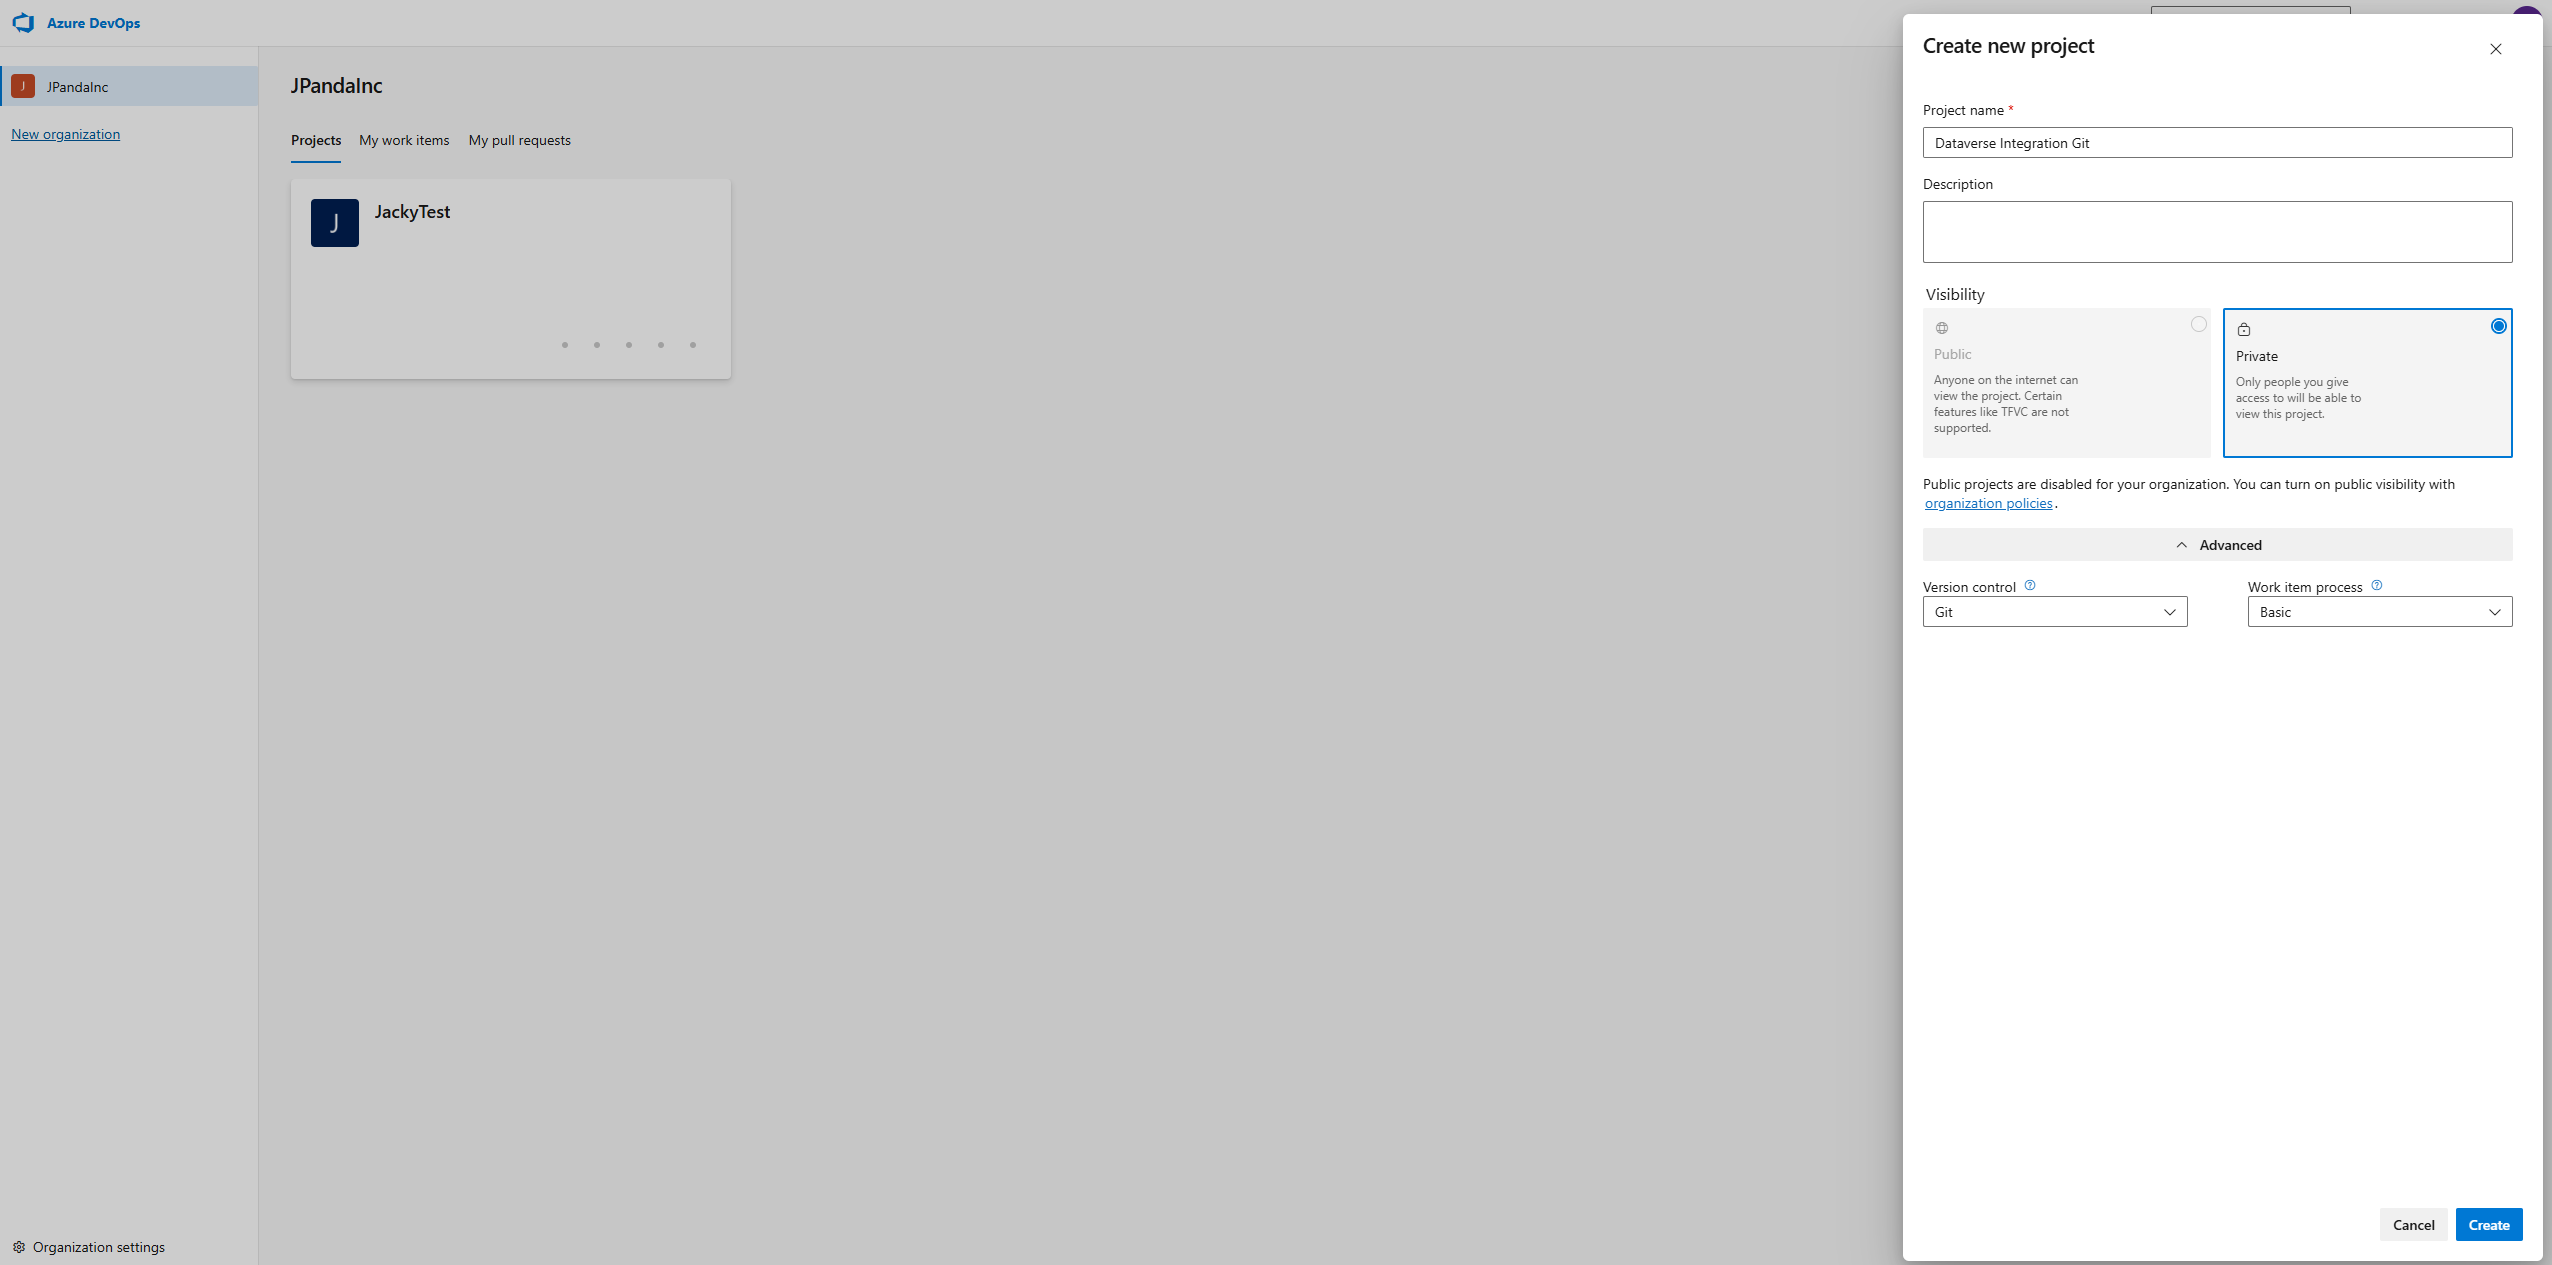 Azure DevOps
J
JPandaInc
New organization
JPandaInc
Projects
My work items
My pull requests
J
JackyTest
Organization settings
Create new project
Project name *
Dataverse Integration Git
Description
Visibility
Public
Anyone on the internet can
view the project. Certain
features like TFVC are not
supported.
Private
Only people you give
access to will be able to
view this project.
Public projects are disabled for your organization. You can turn on public visibility with
organization policies.
Advanced
Version control
Git
Work item process
Basic
Cancel
Create